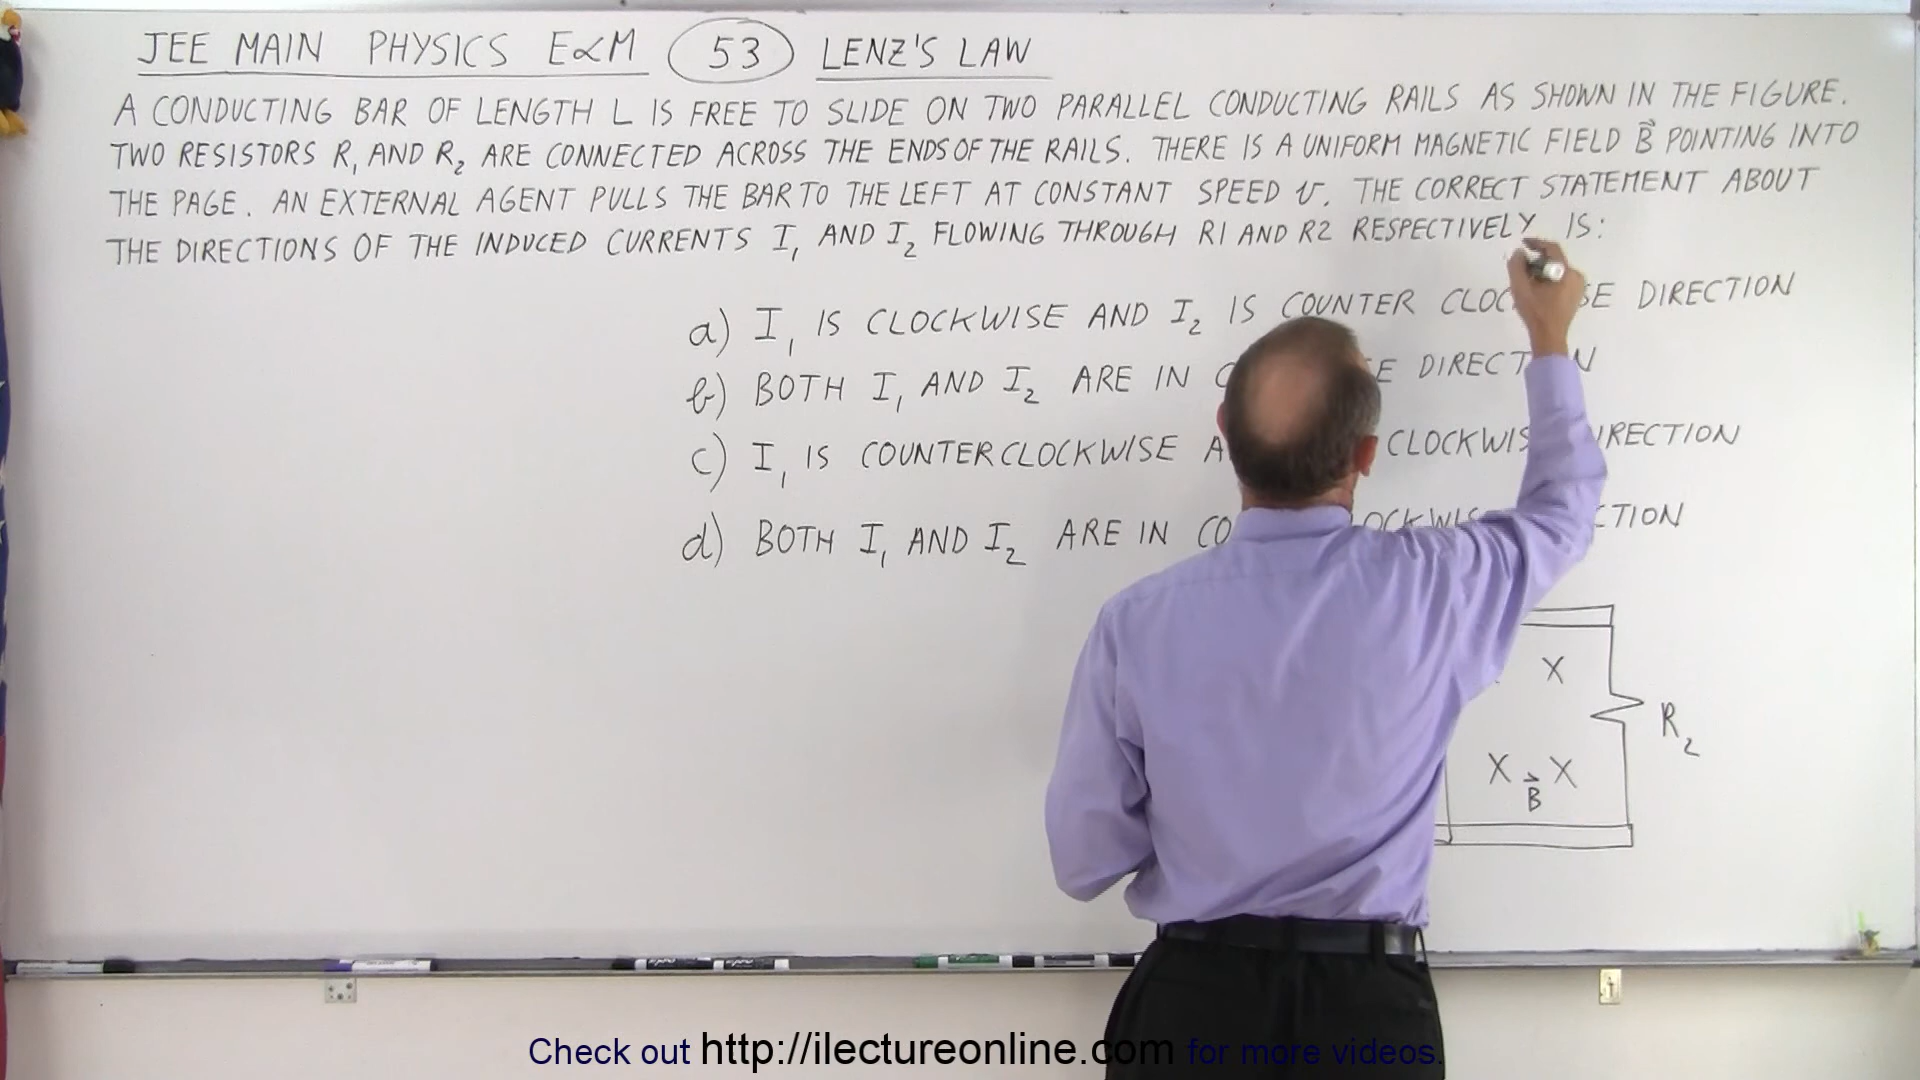 JEE MAIN PHYSICS E&M 53 LENZ'S LAW
A CONDUCTING BAR OF LENGTH L IS FREE TO SLIDE ON TWO PARALLEL CONDUCTING RAILS AS SHOWN IN THE FIGURE.
TWO RESISTORS R₁ AND R₂ ARE CONNECTED ACROSS THE ENDS OF THE RAILS. THERE IS A UNIFORM MAGNETIC FIELD B⃗ POINTING INTO
THE PAGE. AN EXTERNAL AGENT PULLS THE BAR TO THE LEFT AT CONSTANT SPEED v. THE CORRECT STATEMENT ABOUT
THE DIRECTIONS OF THE INDUCED CURRENTS I₁ AND I₂ FLOWING THROUGH R1 AND R2 RESPECTIVELY IS:
a) I₁ IS CLOCKWISE AND I₂ IS COUNTER DIRECTION
b) BOTH I₁ AND I₂ ARE IN DIRECTION
c) I₁ IS COUNTERCLOCKWISE CLOCKWISE DIRECTION
d) BOTH I₁ AND I₂ ARE IN
X
R₂
X X
B⃗
Check out http://ilectureonline.com for more videos.